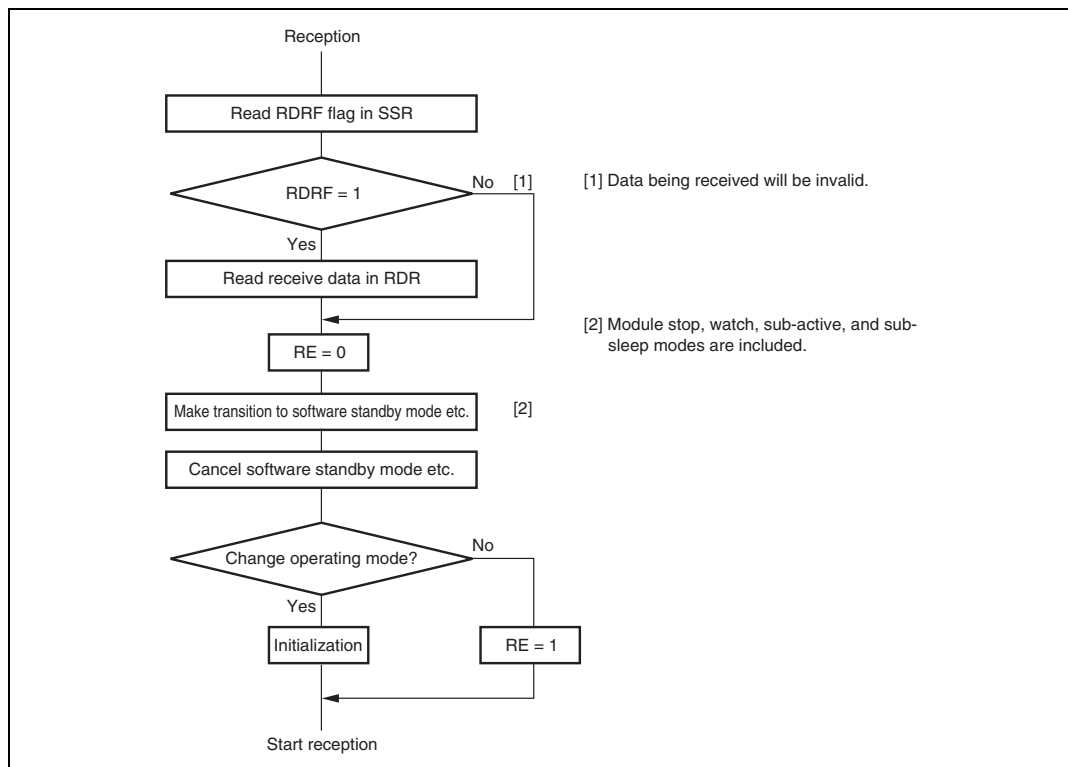 Reception
Read RDRF flag in SSR
RDRF = 1
No [1]
[1] Data being received will be invalid.
Yes
Read receive data in RDR
RE = 0
[2] Module stop, watch, sub-active, and sub-
sleep modes are included.
Make transition to software standby mode etc.
[2]
Cancel software standby mode etc.
Change operating mode?
No
Yes
Initialization
RE = 1
Start reception